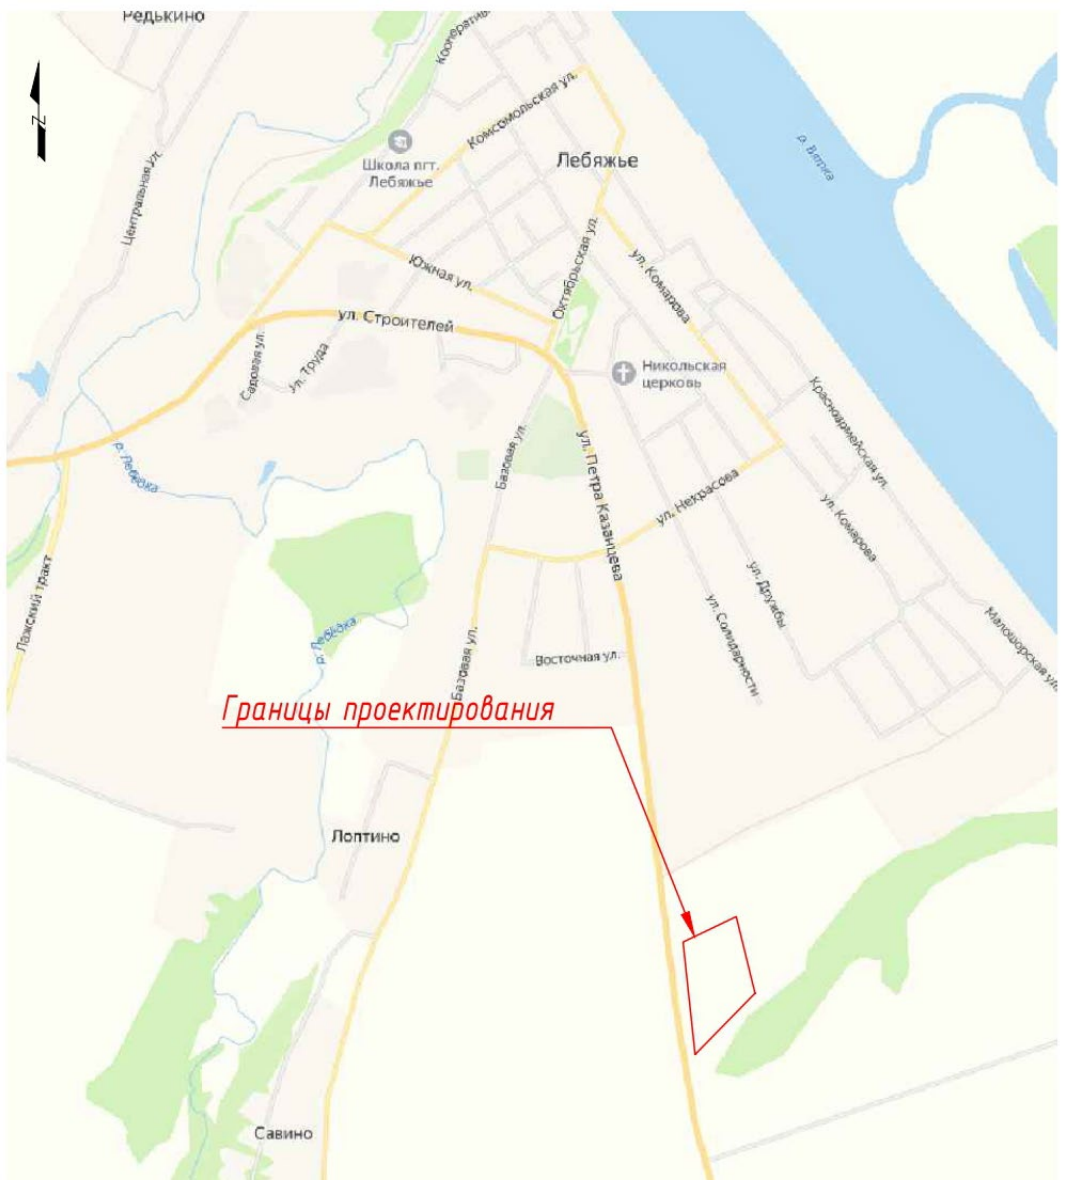 Редькино
Кооператив
Комсомольская ул.
Школа пгт.
Лебяжье
Лебяжье
р. Вятка
Центральная ул.
N
Южная ул.
Октябрьская ул.
ул. Комарова
ул. Строителей
Садовая ул.
ул. Труда
Никольская
церковь
Красноармейская ул.
р. Лебёдка
Базовая ул.
ул. Петра Казанцева
ул. Некрасова
ул. Комарова
Лажский тракт
р. Лебёдка
Базовая ул.
Восточная ул.
ул. Солидарности
ул. Дружбы
Малошорская ул.
Границы проектирования
Лоптино
Савино